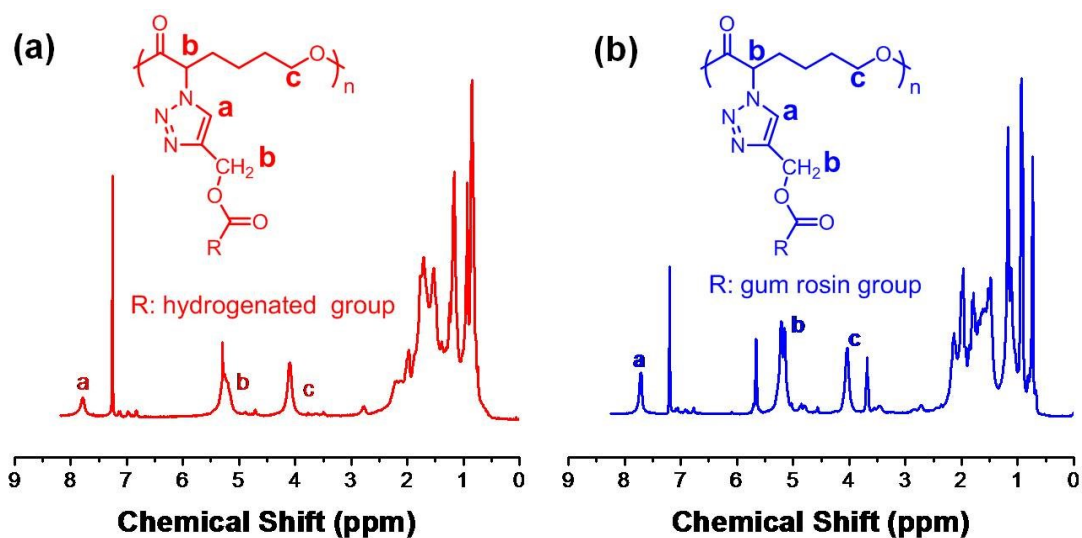 (a)
O
b
O
n
c
N
a
N
N
b
CH2
O
O
R
R: hydrogenated group
a
b
c
9 8 7 6 5 4 3 2 1 0
Chemical Shift (ppm)
(b)
O
b
O
n
c
N
a
N
N
CH2 b
O
O
R
R: gum rosin group
a
b
c
9 8 7 6 5 4 3 2 1 0
Chemical Shift (ppm)